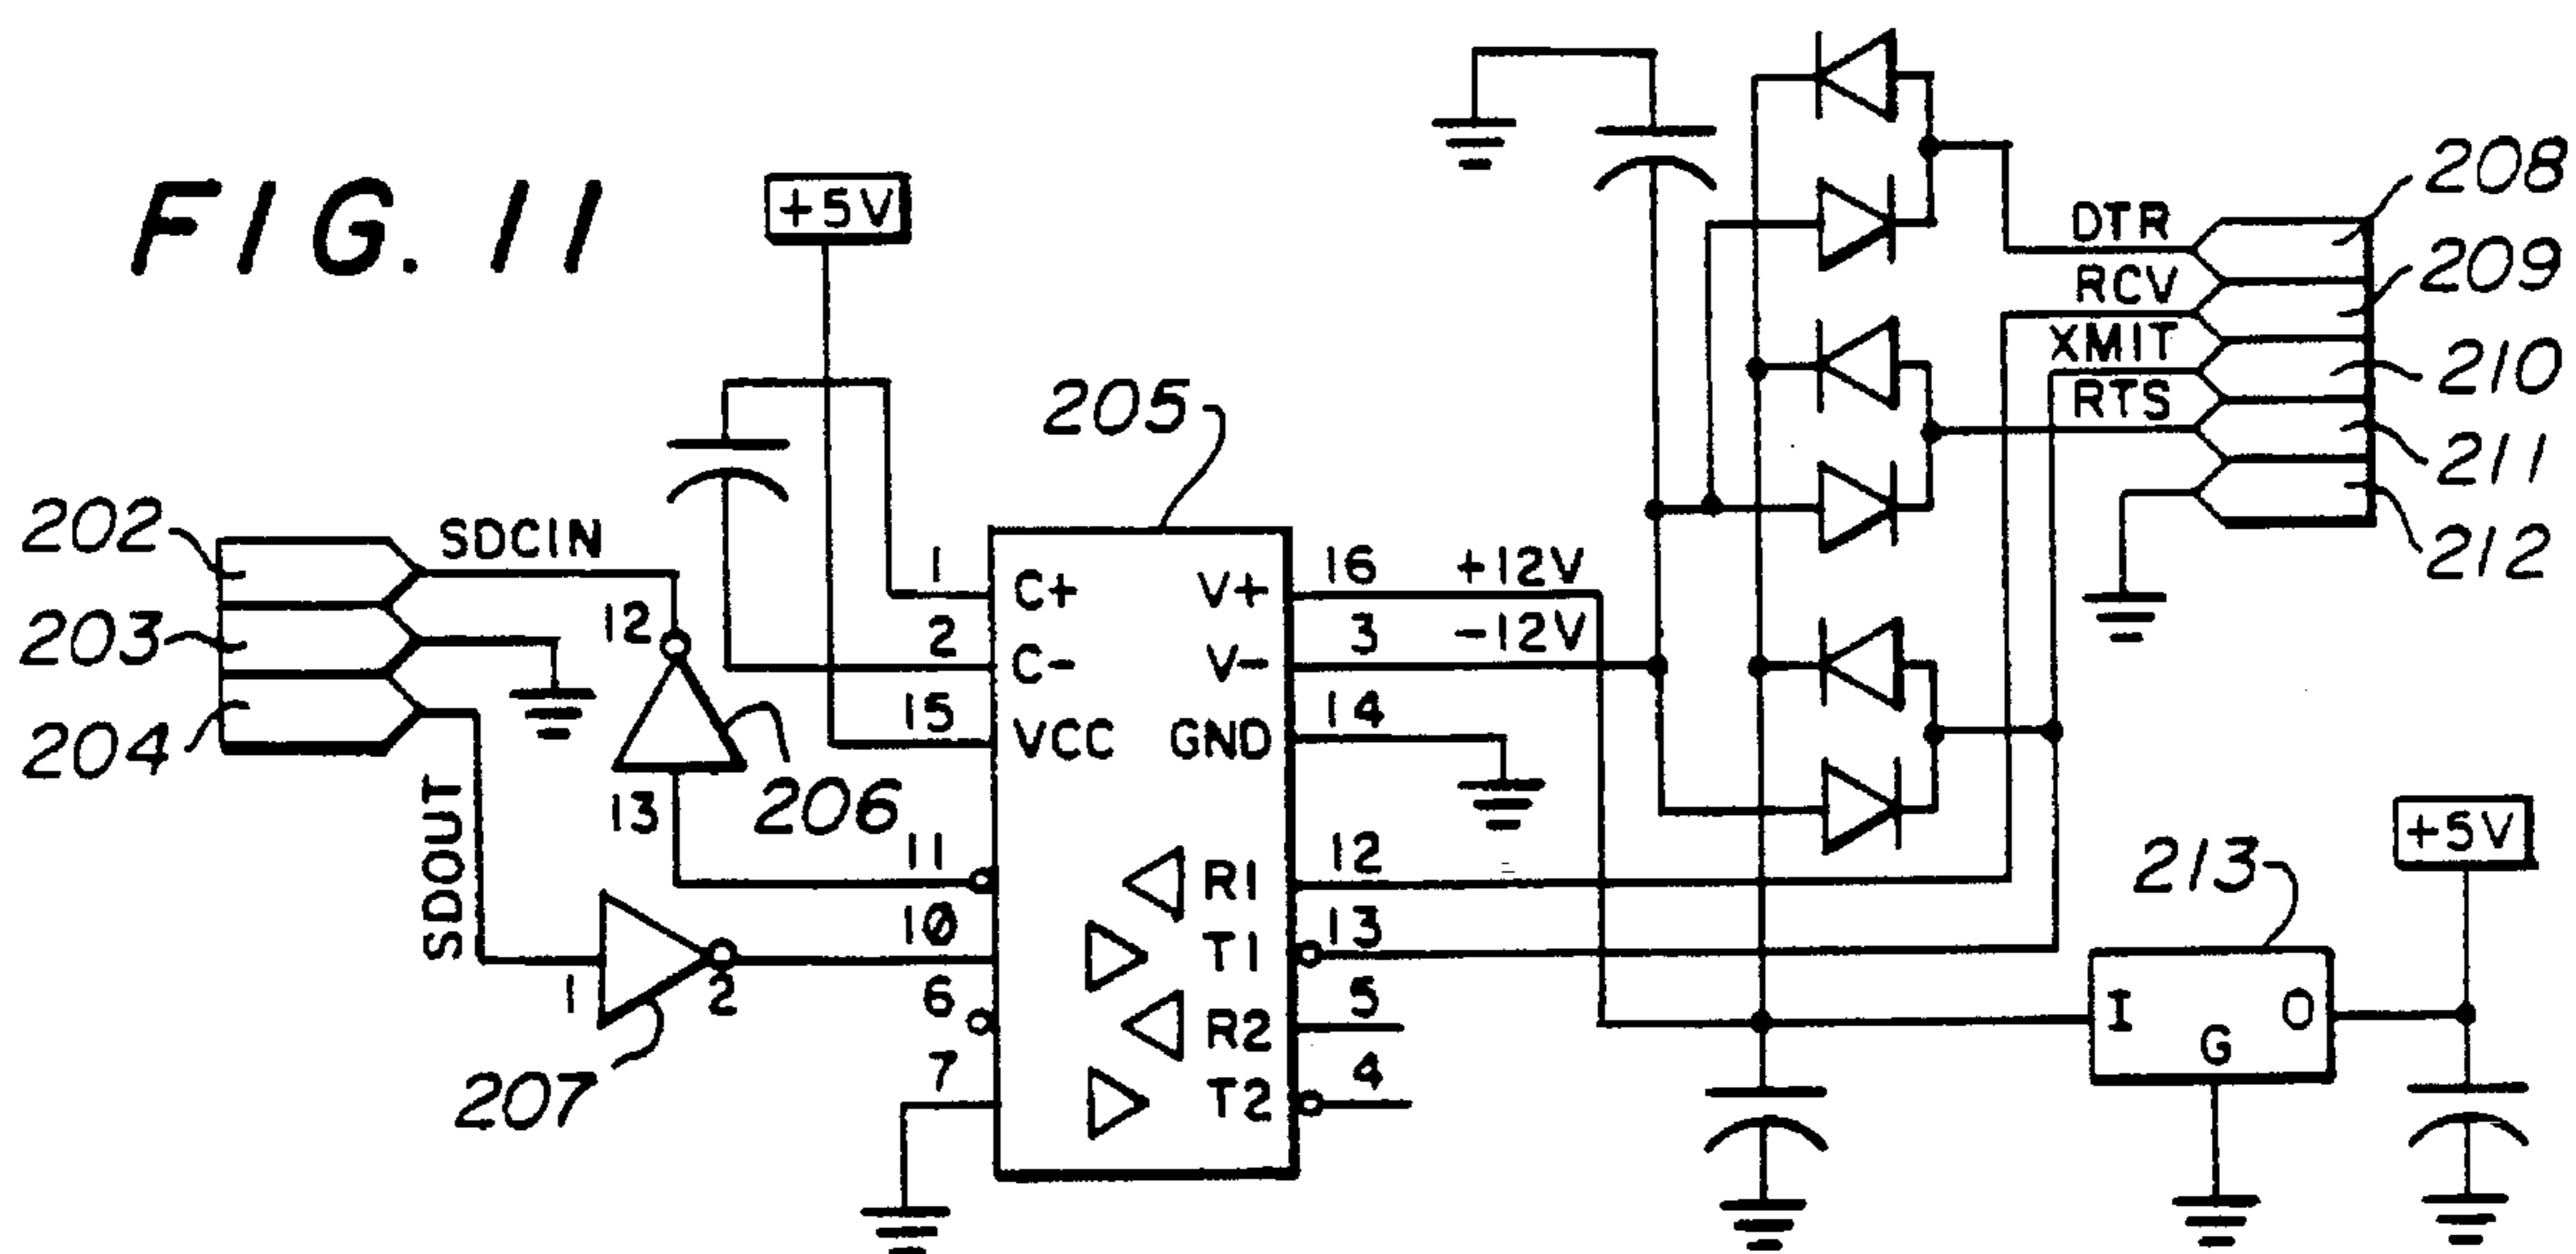 FIG. 11
+5V
208
DTR
209
RCV
XMIT
210
RTS
211
212
205
202
SDCIN
203
204
12
206
13
SDOUT
207
1
2
1
C+
V+
16
+12V
2
C-
V-
3
-12V
15
VCC
GND
14
11
R1
12
10
T1
13
6
R2
5
7
T2
4
213
+5V
I
G
O